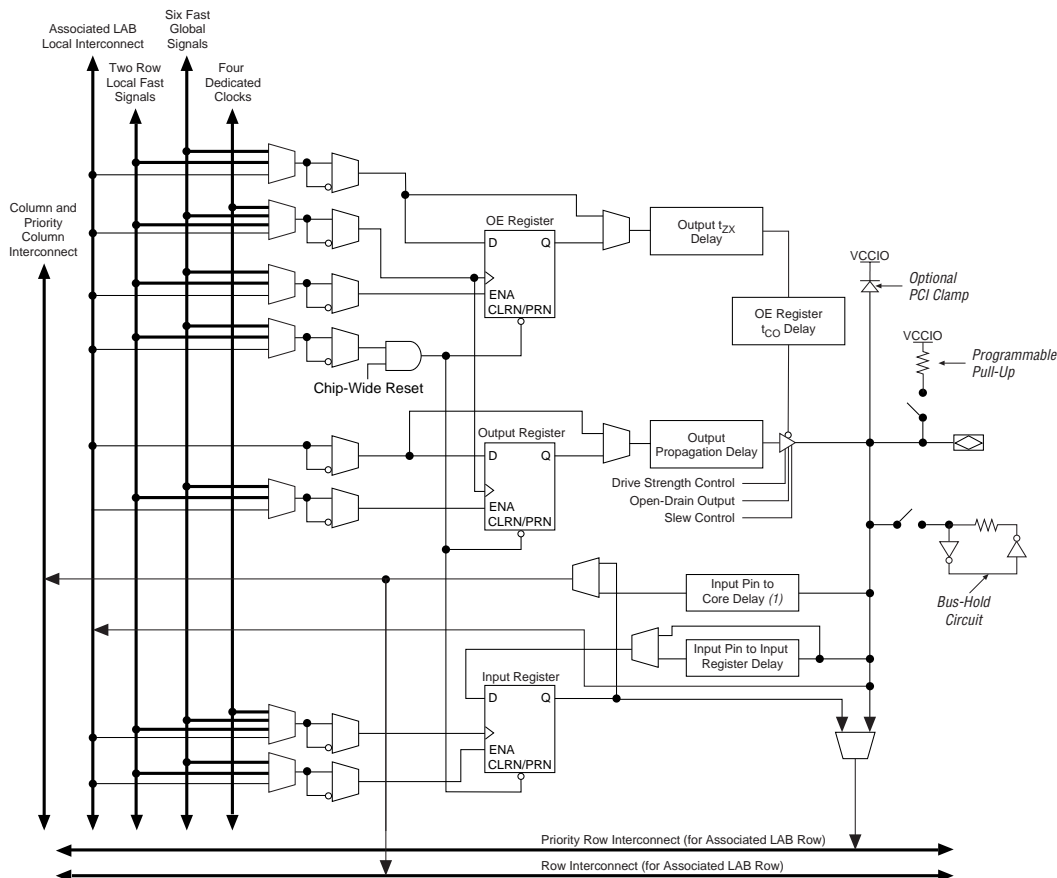 Six Fast
Global
Signals
Associated LAB
Local Interconnect
Two Row
Local Fast
Signals
Four
Dedicated
Clocks
Column and
Priority
Column
Interconnect
OE Register
D
Q
ENA
CLRN/PRN
Output tZX
Delay
VCCIO
Optional
PCI Clamp
OE Register
tCO Delay
VCCIO
Programmable
Pull-Up
Chip-Wide Reset
Output Register
D
Q
ENA
CLRN/PRN
Output
Propagation Delay
Drive Strength Control
Open-Drain Output
Slew Control
Input Pin to
Core Delay (1)
Bus-Hold
Circuit
Input Pin to Input
Register Delay
Input Register
D
Q
ENA
CLRN/PRN
Priority Row Interconnect (for Associated LAB Row)
Row Interconnect (for Associated LAB Row)